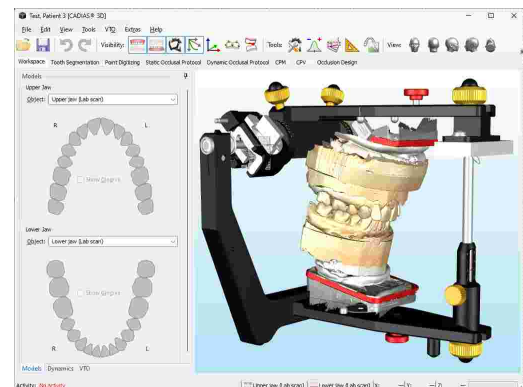 Test, Patient 3 [CADIAS® 3D]
File Edit View Tools VTO Extras Help
Visibility: Tools: View:
Workspace Tooth Segmentation Point Digitizing Static Occlusal Protocol Dynamic Occlusal Protocol CPM CPV Occlusion Design
Models
Upper Jaw
Object: Upper Jaw (Lab scan)
R L
Show Gingiva
Lower Jaw
Object: Lower Jaw (Lab scan)
Show Gingiva
R L
Models Dynamics VTO
Activity: No Activity Upper Jaw (Lab scan) Lower Jaw (Lab scan) X: Y: Z: